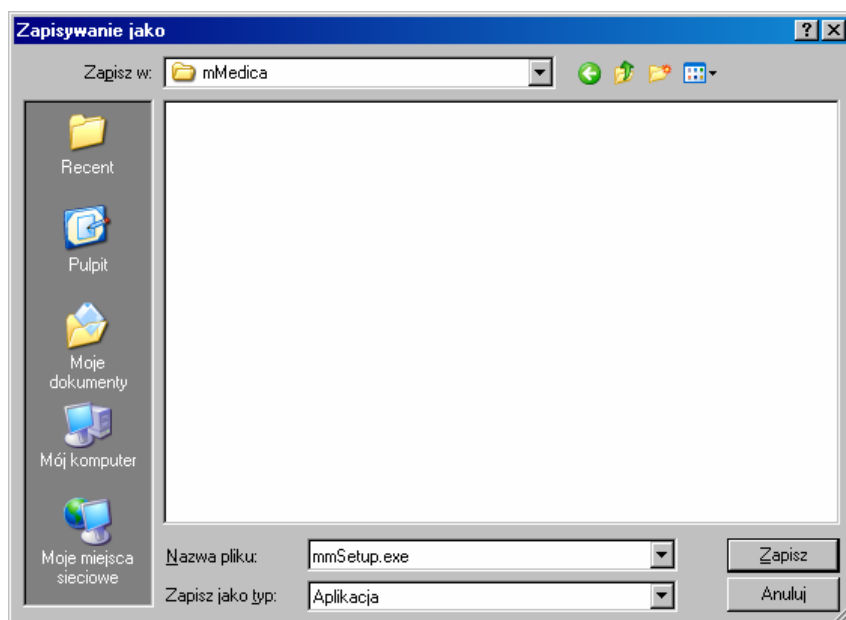 Zapisywanie jako
Zapisz w: mMedica
Recent
Pulpit
Moje
dokumenty
Mój komputer
Moje miejsca
sieciowe
Nazwa pliku: mmSetup.exe Zapisz
Zapisz jako typ: Aplikacja Anuluj